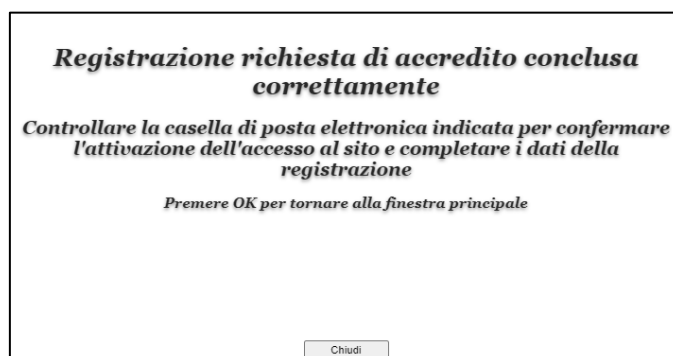 Registrazione richiesta di accredito conclusa
correttamente
Controllare la casella di posta elettronica indicata per confermare
l'attivazione dell'accesso al sito e completare i dati della
registrazione
Premere OK per tornare alla finestra principale
Chiudi